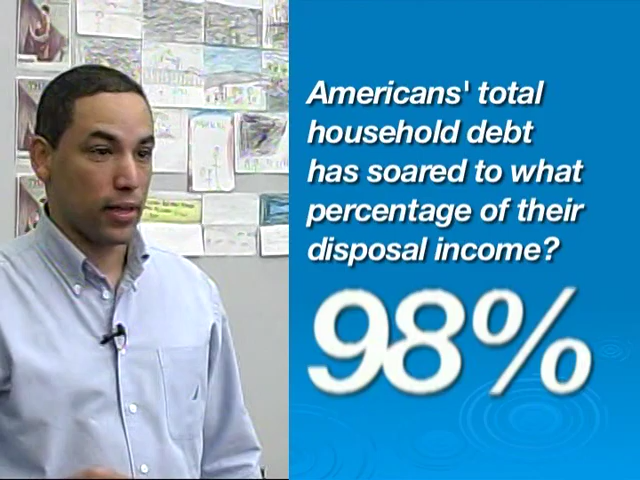 Americans' total
household debt
has soared to what
percentage of their
disposal income?
98%